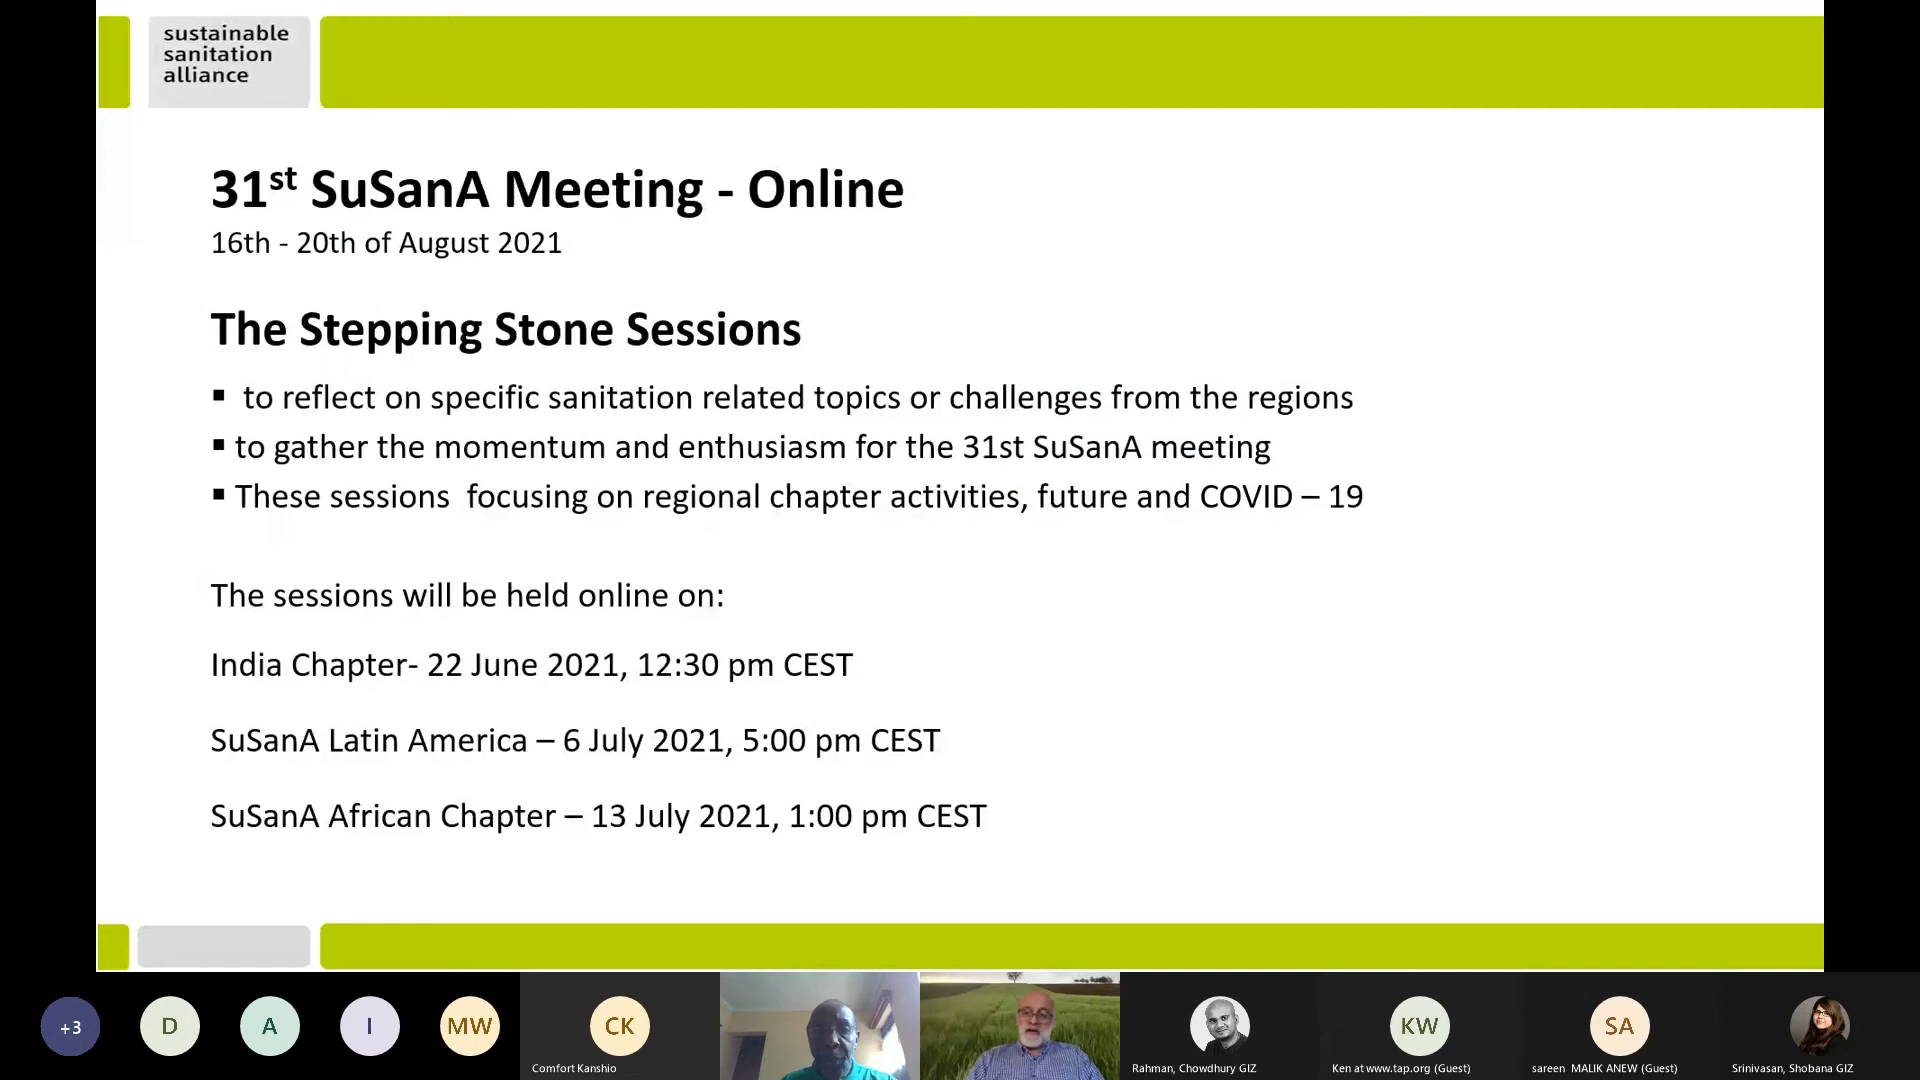 sustainable
sanitation
alliance
31st SuSanA Meeting - Online
16th - 20th of August 2021
The Stepping Stone Sessions
▪ to reflect on specific sanitation related topics or challenges from the regions
▪ to gather the momentum and enthusiasm for the 31st SuSanA meeting
▪ These sessions focusing on regional chapter activities, future and COVID – 19
The sessions will be held online on:
India Chapter- 22 June 2021, 12:30 pm CEST
SuSanA Latin America – 6 July 2021, 5:00 pm CEST
SuSanA African Chapter – 13 July 2021, 1:00 pm CEST
+3 D A I MW CK KW SA
Comfort Kanshio Rahman, Chowdhury GIZ Ken at www.tap.org (Guest) sareen MALIK ANEW (Guest) Srinivasan, Shobana GIZ